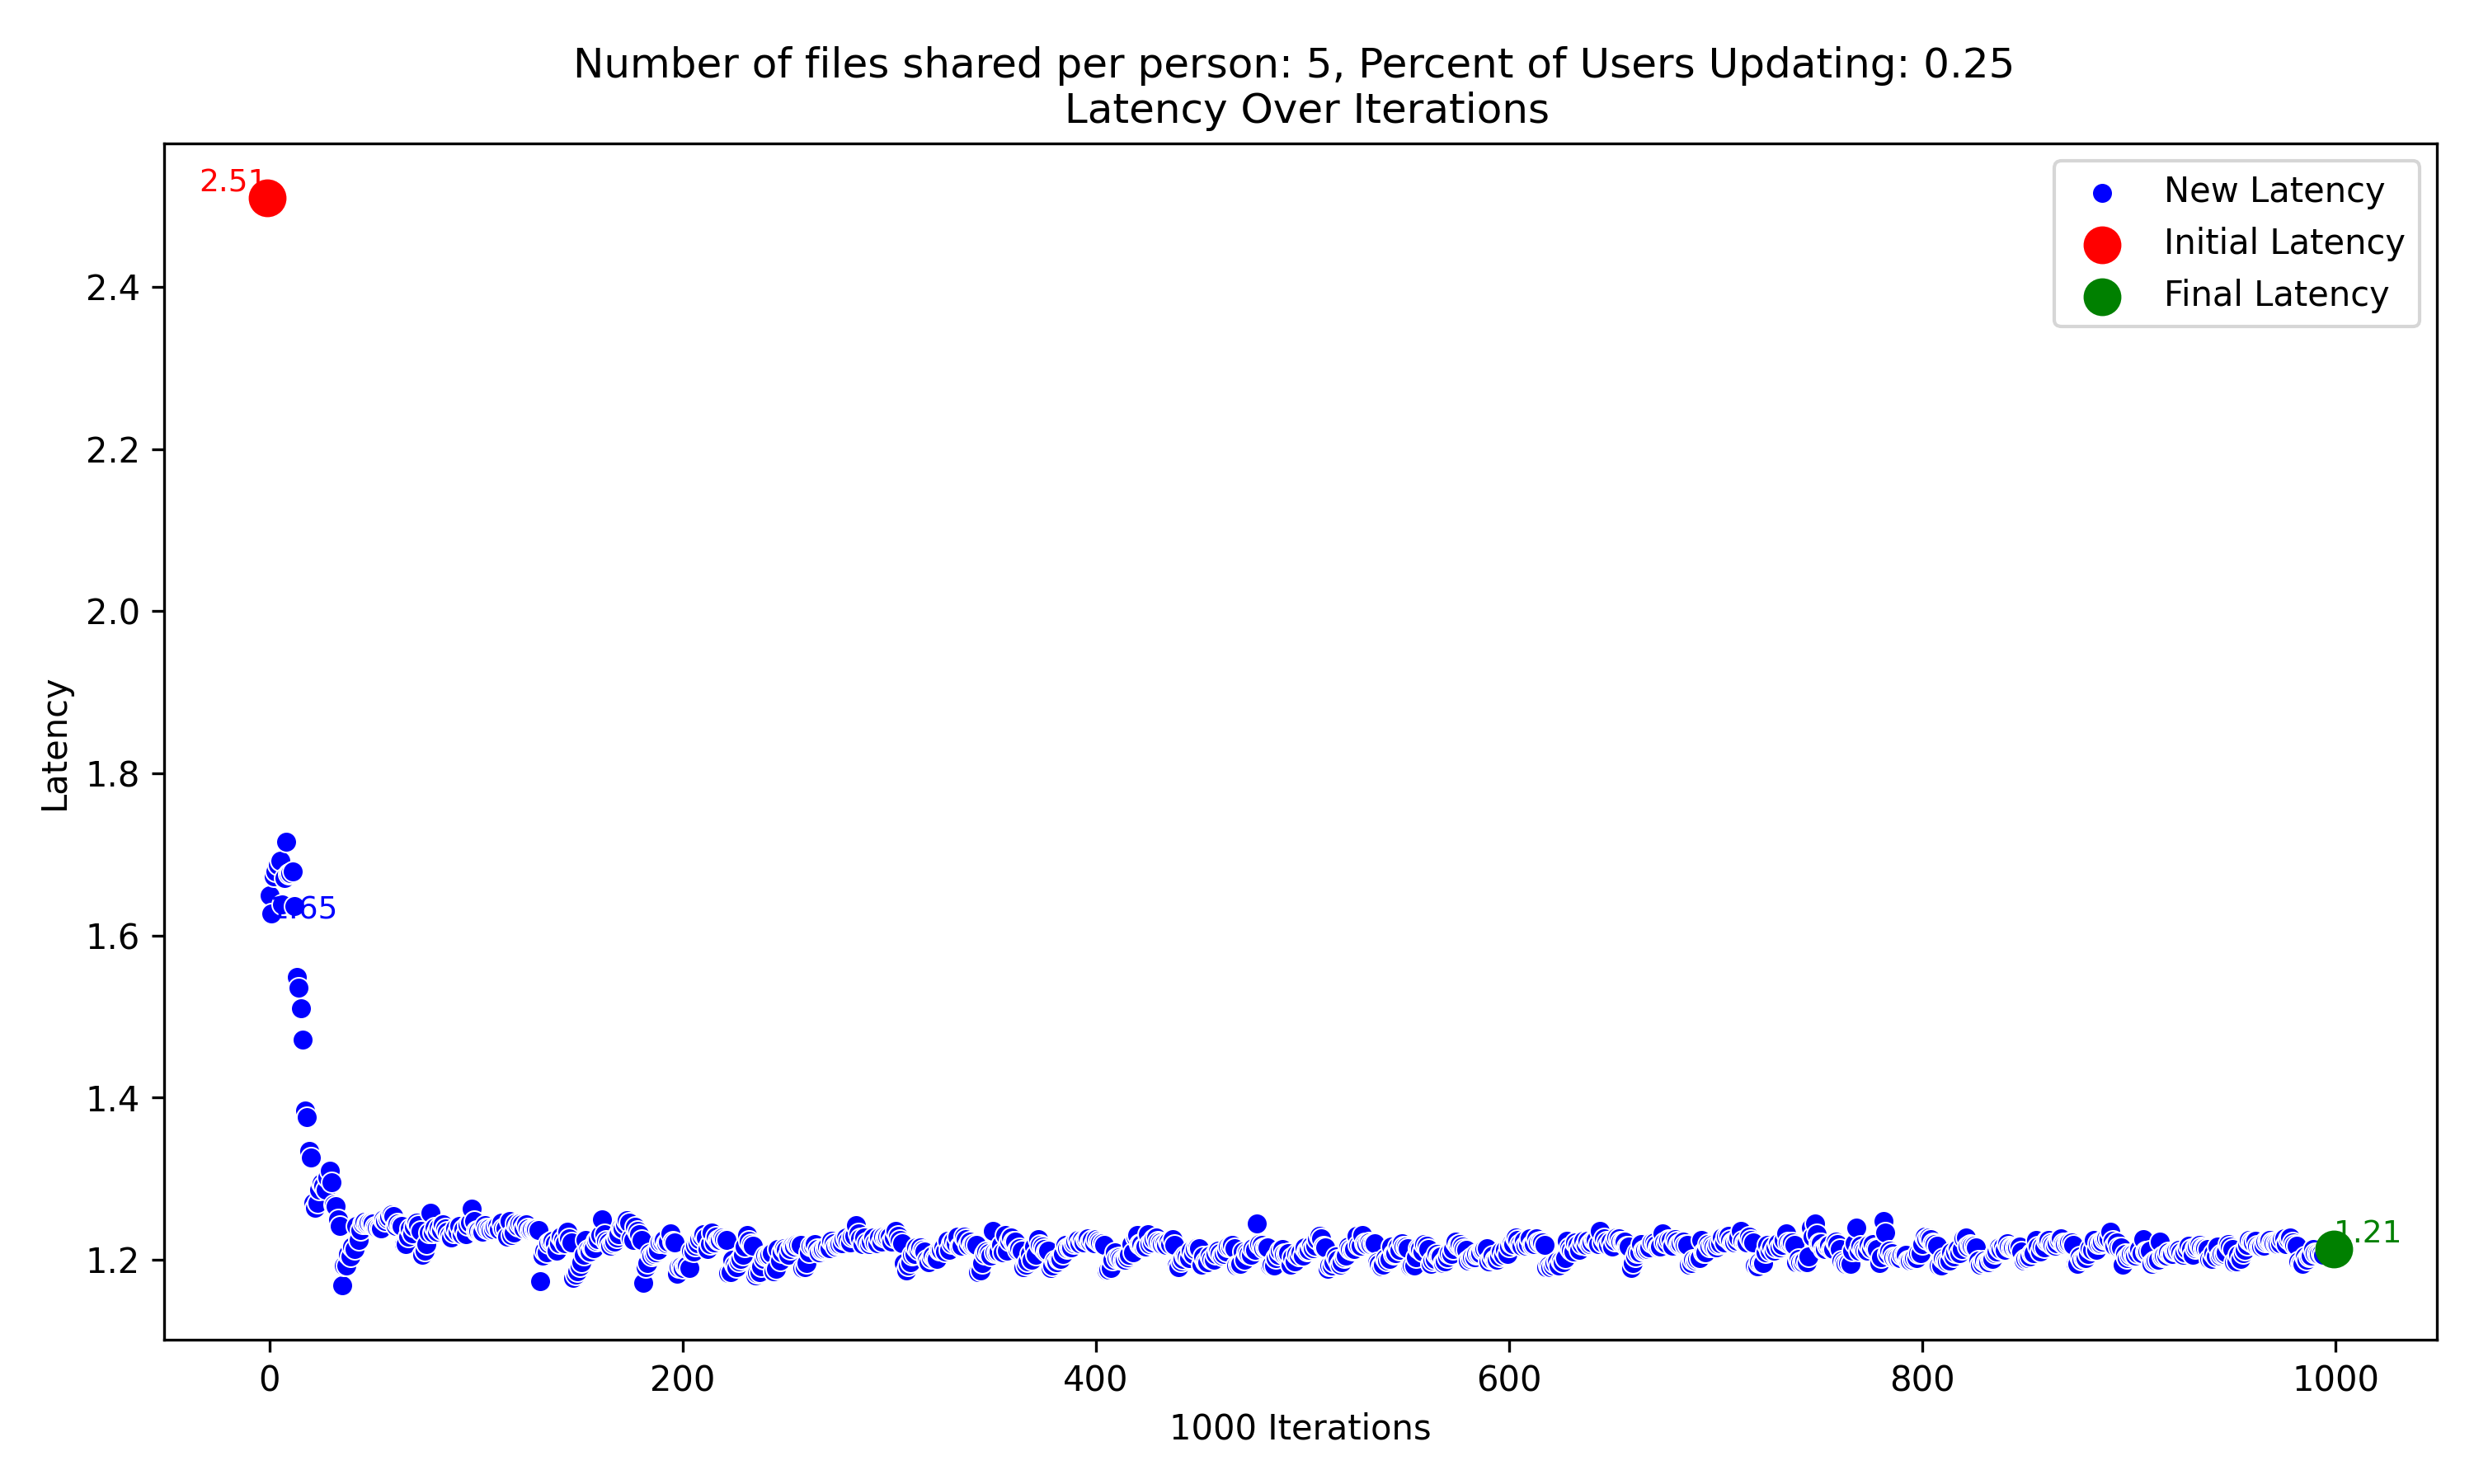 Number of files shared per person: 5, Percent of Users Updating: 0.25
Latency Over Iterations
2.51
New Latency
Initial Latency
Final Latency
2.4
2.2
2.0
1.8
1.6
1.4
1.2
Latency
.65
1.21
0
200
400
600
800
1000
1000 Iterations